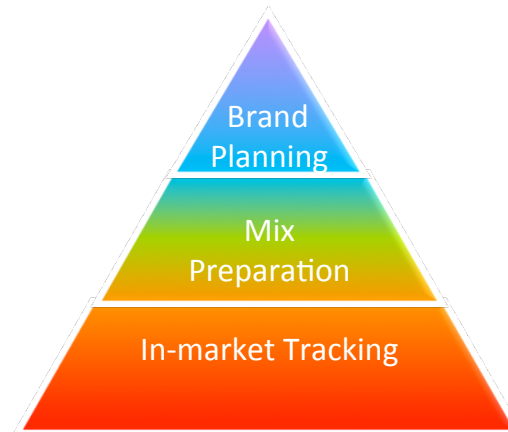 Brand
Planning
Mix
Preparation
In-market Tracking